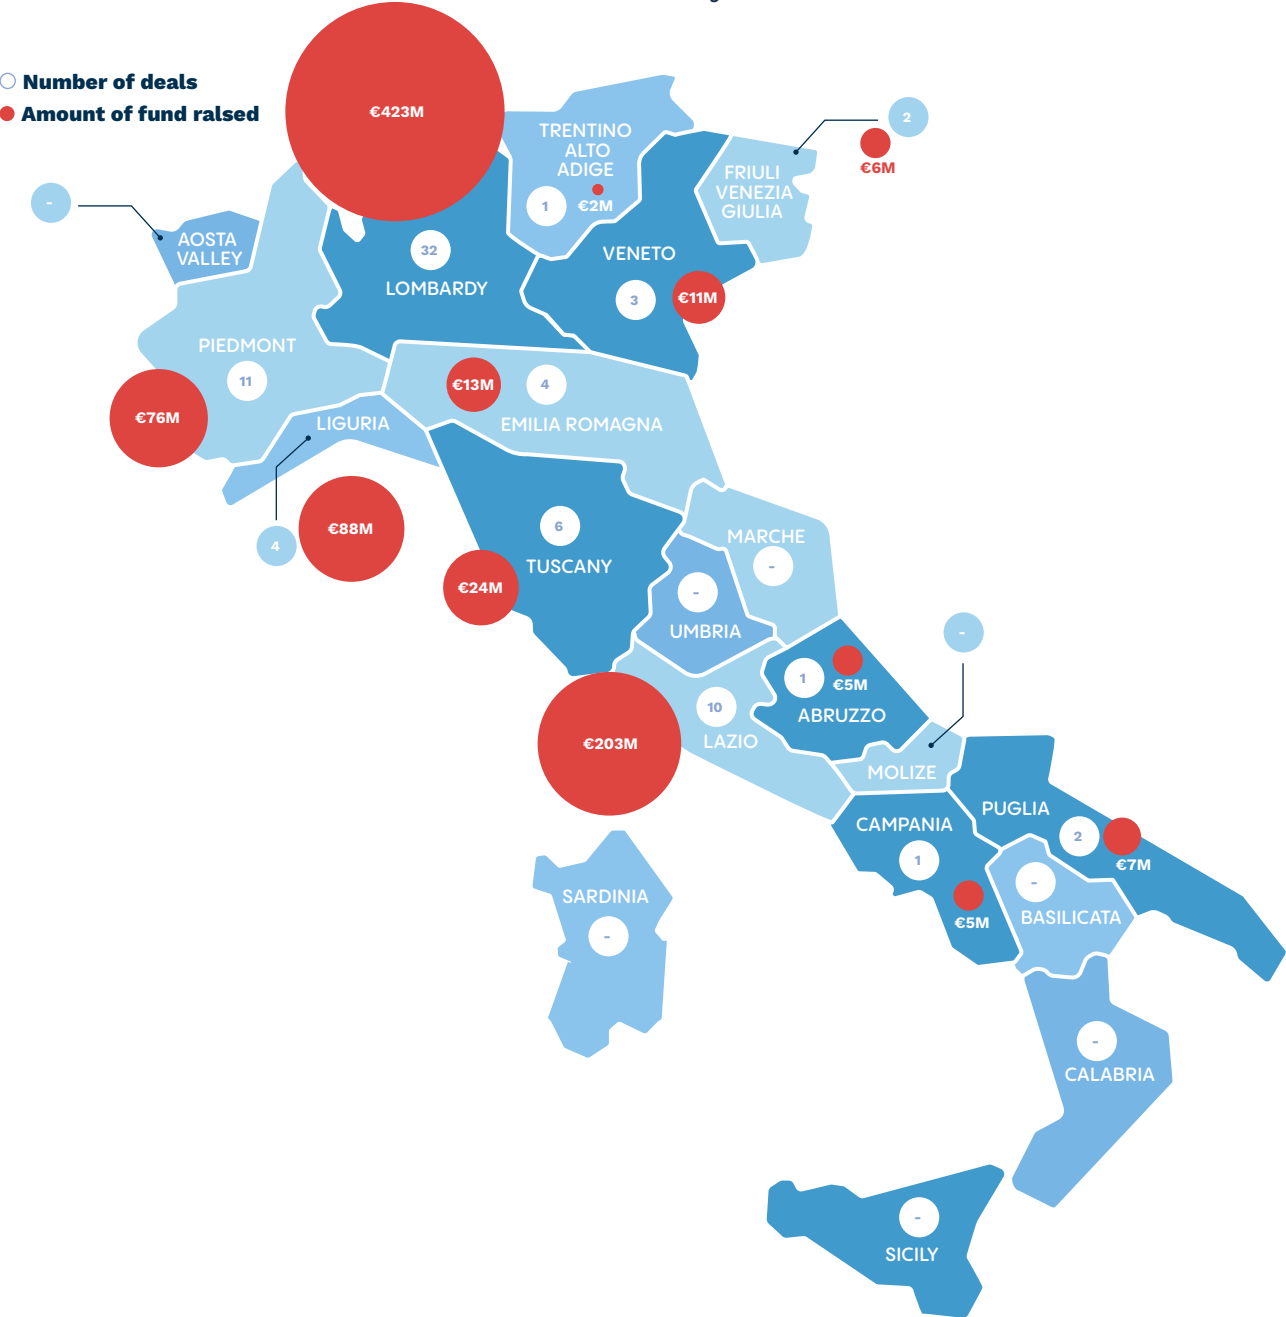 €423M
Number of deals
Amount of fund raIsed
TRENTINO
ALTO
ADIGE
1
€2M
2
€6M
FRIULI
VENEZIA
GIULIA
-
AOSTA
VALLEY
32
LOMBARDY
VENETO
3
€11M
PIEDMONT
11
€76M
€13M
4
EMILIA ROMAGNA
LIGURIA
4
€88M
6
TUSCANY
€24M
MARCHE
-
-
UMBRIA
-
1
€5M
ABRUZZO
10
LAZIO
€203M
MOLIZE
PUGLIA
2
€7M
CAMPANIA
1
€5M
-
BASILICATA
SARDINIA
-
-
CALABRIA
-
SICILY